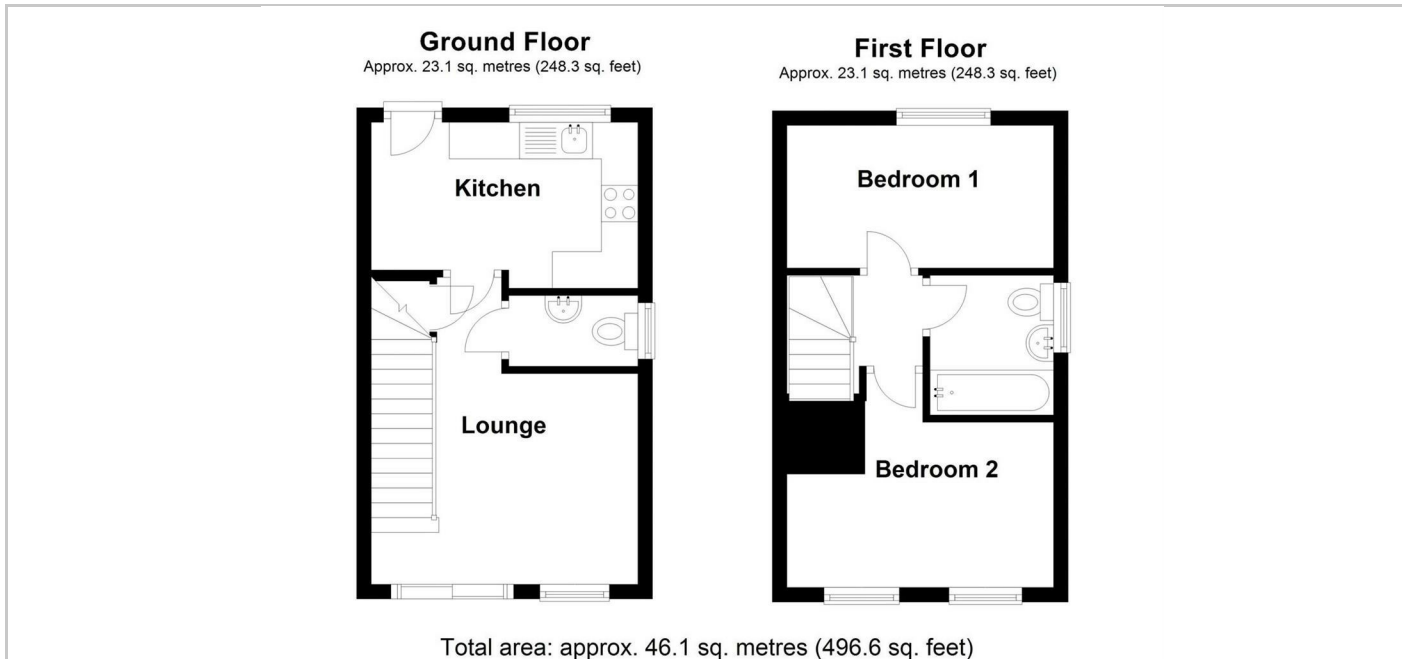 Ground Floor
Approx. 23.1 sq. metres (248.3 sq. feet)
Kitchen
Lounge
First Floor
Approx. 23.1 sq. metres (248.3 sq. feet)
Bedroom 1
Bedroom 2
Total area: approx. 46.1 sq. metres (496.6 sq. feet)